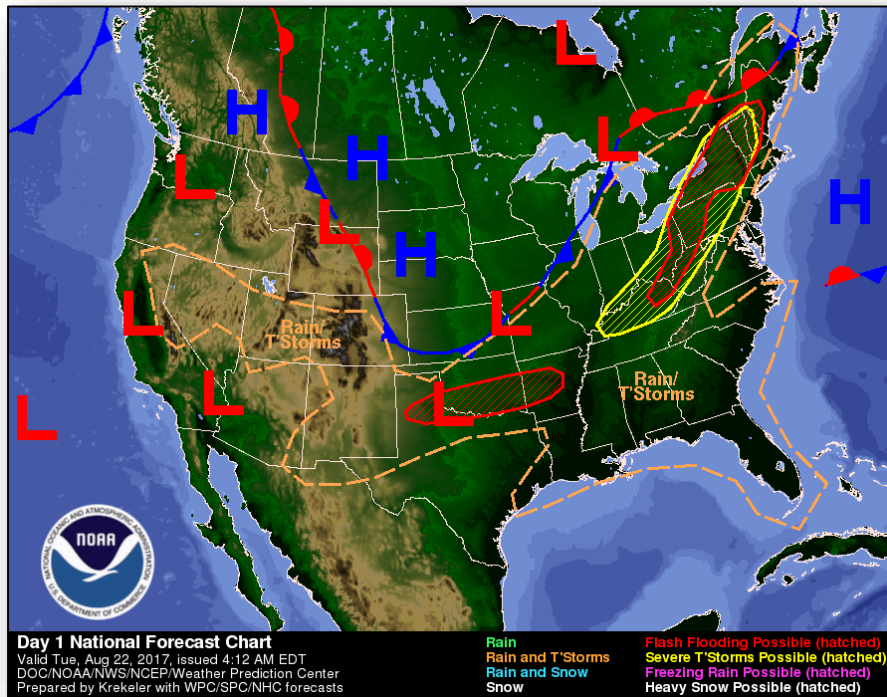 L
H
L
H
L
L
H
H
L
L
Rain/
T'Storms
L
Rain/
T'Storms
L
L
NATIONAL OCEANIC AND ATMOSPHERIC ADMINISTRATION
NOAA
U.S. DEPARTMENT OF COMMERCE
Day 1 National Forecast Chart
Valid Tue, Aug 22, 2017, issued 4:12 AM EDT
DOC/NOAA/NWS/NCEP/Weather Prediction Center
Prepared by Krekeler with WPC/SPC/NHC forecasts
Rain
Rain and T'Storms
Rain and Snow
Snow
Flash Flooding Possible (hatched)
Severe T'Storms Possible (hatched)
Freezing Rain Possible (hatched)
Heavy Snow Possible (hatched)